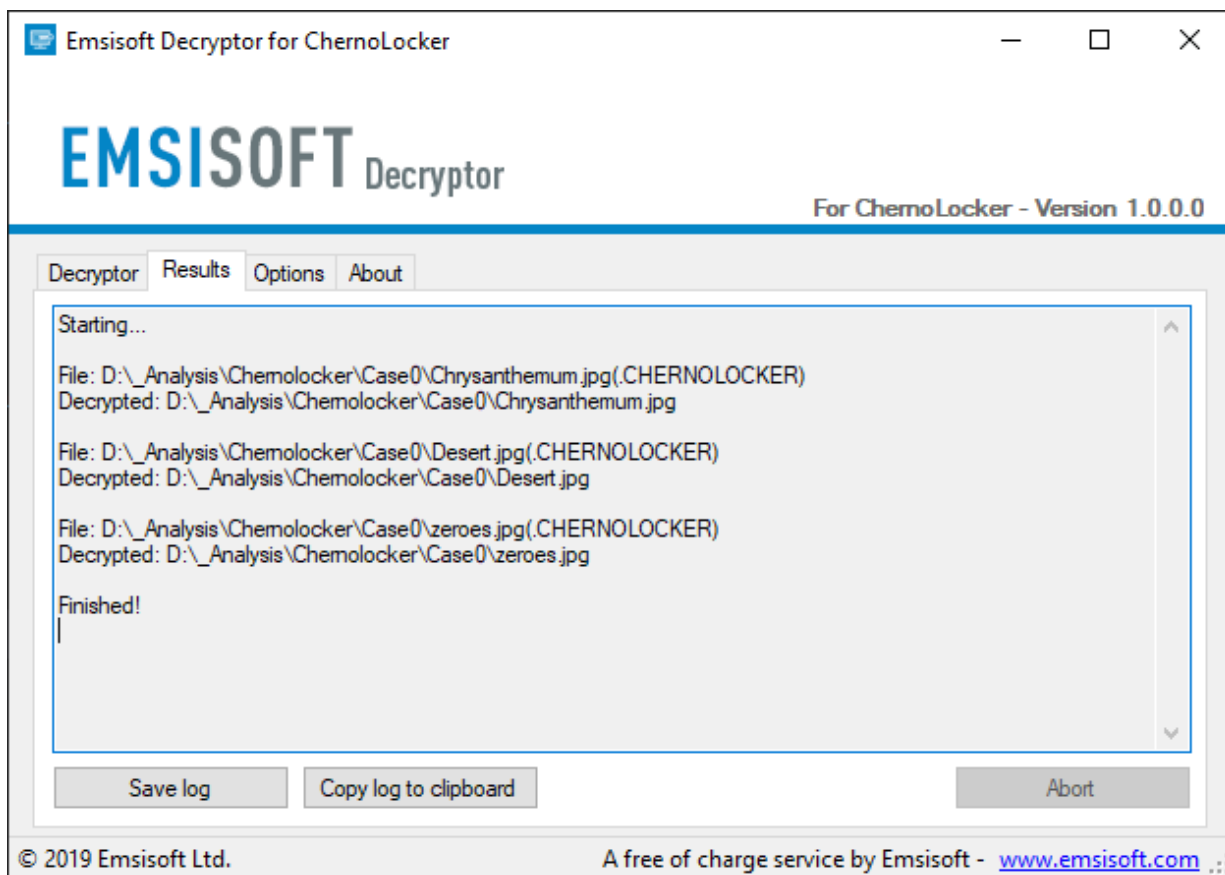 Emsisoft Decryptor for ChernoLocker
EMSISOFT Decryptor
For ChernoLocker - Version 1.0.0.0
Decryptor Results Options About
Starting...
File: D:\_Analysis\Chernolocker\Case0\Chrysanthemum.jpg(.CHERNOLOCKER)
Decrypted: D:\_Analysis\Chernolocker\Case0\Chrysanthemum.jpg
File: D:\_Analysis\Chernolocker\Case0\Desert.jpg(.CHERNOLOCKER)
Decrypted: D:\_Analysis\Chernolocker\Case0\Desert.jpg
File: D:\_Analysis\Chernolocker\Case0\zeroes.jpg(.CHERNOLOCKER)
Decrypted: D:\_Analysis\Chernolocker\Case0\zeroes.jpg
Finished!
Save log Copy log to clipboard Abort
© 2019 Emsisoft Ltd. A free of charge service by Emsisoft - www.emsisoft.com